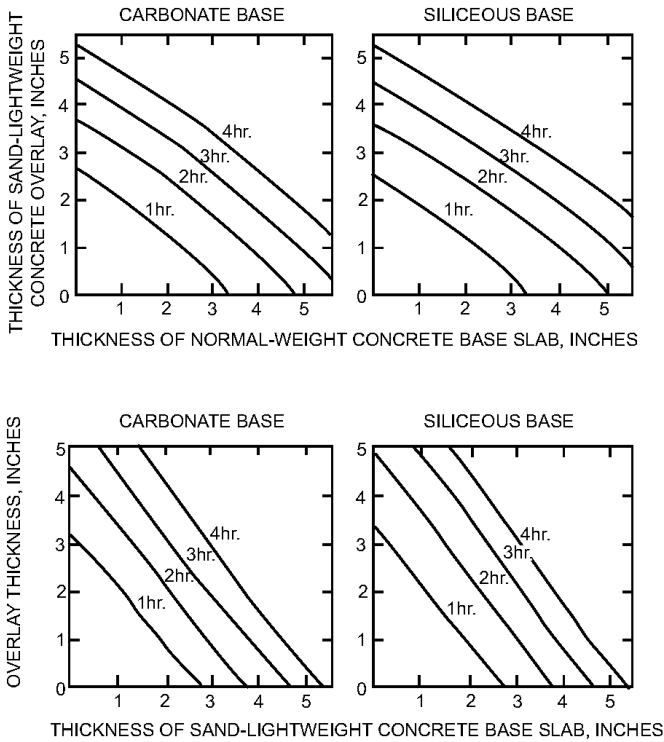 CARBONATE BASE
SILICEOUS BASE
THICKNESS OF SAND-LIGHTWEIGHT
CONCRETE OVERLAY, INCHES
5
4
3
2
1
0
4hr.
3hr.
2hr.
1hr.
1 2 3 4 5
5
4
3
2
1
0
4hr.
3hr.
2hr.
1hr.
1 2 3 4 5
THICKNESS OF NORMAL-WEIGHT CONCRETE BASE SLAB, INCHES
CARBONATE BASE
SILICEOUS BASE
OVERLAY THICKNESS, INCHES
5
4
3
2
1
0
4hr.
3hr.
2hr.
1hr.
1 2 3 4 5
5
4
3
2
1
0
4hr.
3hr.
2hr.
1hr.
1 2 3 4 5
THICKNESS OF SAND-LIGHTWEIGHT CONCRETE BASE SLAB, INCHES